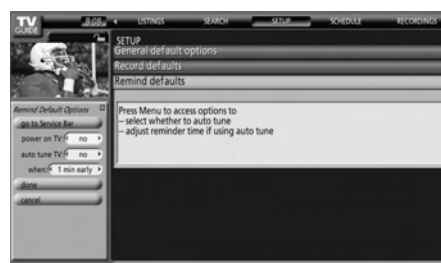 TV GUIDE
8:08
LISTINGS SEARCH SETUP SCHEDULE RECORDINGS
SETUP
General default options
Record defaults
Remind defaults
Press Menu to access options to
– select whether to auto tune
– adjust reminder time if using auto tune
Remind Default Options
go to Service Bar
power on TV: no
auto tune TV: no
when: 1 min early
done
cancel